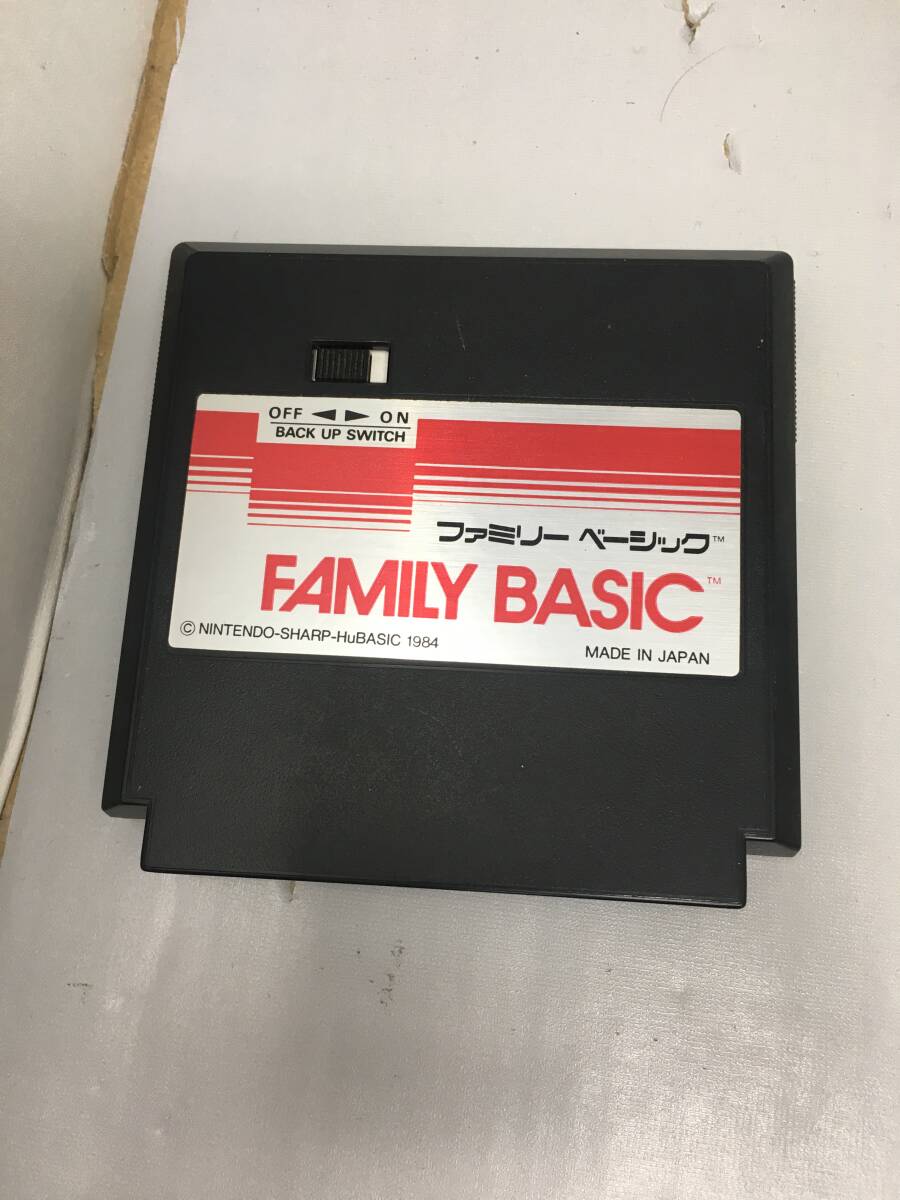 OFF ◀ ▶ ON
BACK UP SWITCH
ファミリー ベーシック™
FAMILY BASIC™
© NINTENDO-SHARP-HuBASIC 1984
MADE IN JAPAN